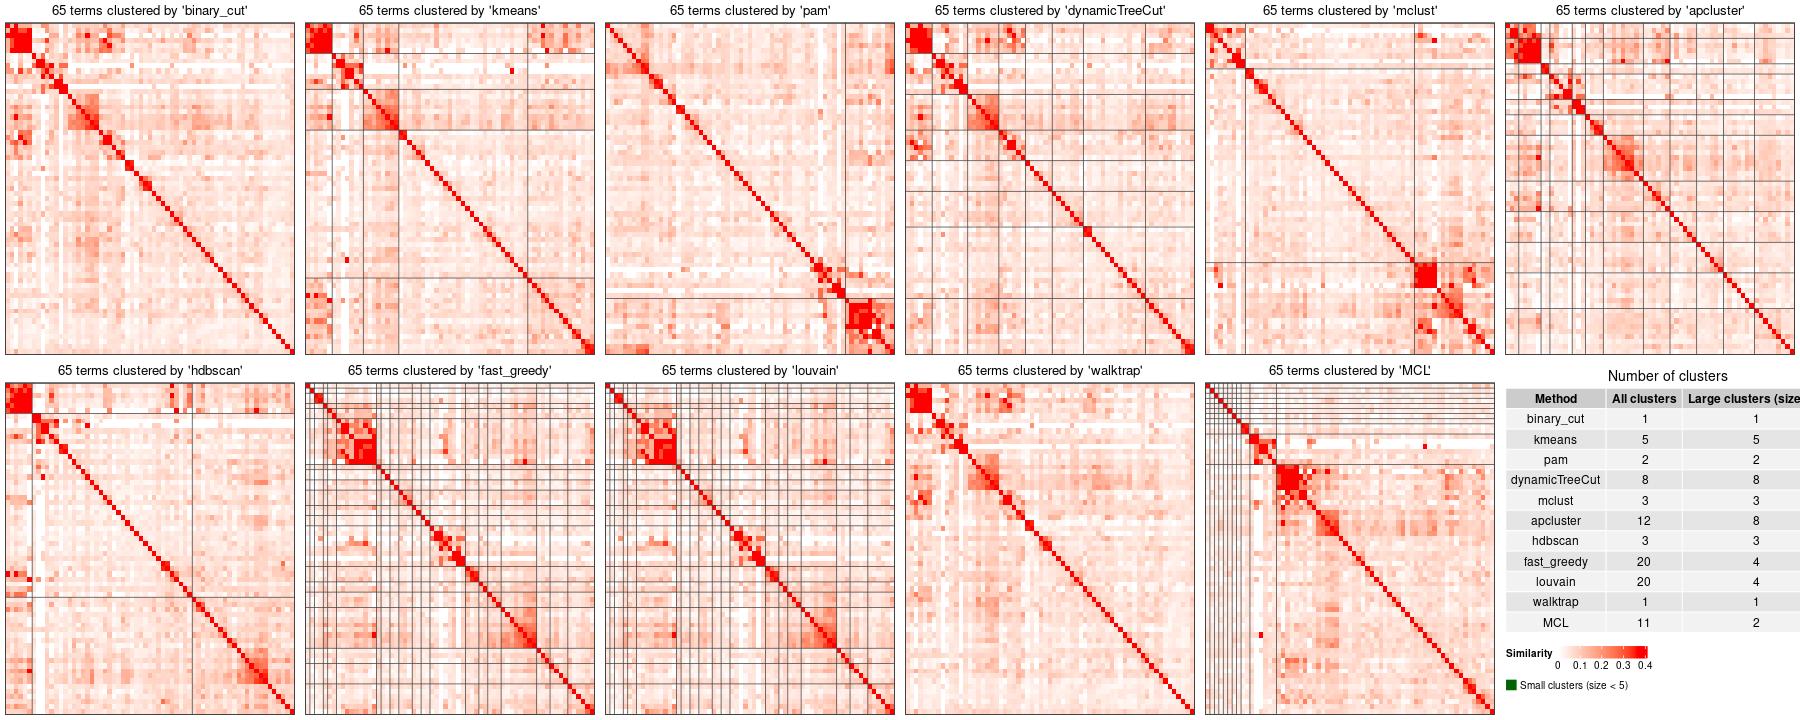 65 terms clustered by 'binary_cut'
65 terms clustered by 'kmeans'
65 terms clustered by 'pam'
65 terms clustered by 'dynamicTreeCut'
65 terms clustered by 'mclust'
65 terms clustered by 'apcluster'
65 terms clustered by 'hdbscan'
65 terms clustered by 'fast_greedy'
65 terms clustered by 'louvain'
65 terms clustered by 'walktrap'
65 terms clustered by 'MCL'
Number of clusters
Method All clusters Large clusters (size
binary_cut 1 1
kmeans 5 5
pam 2 2
dynamicTreeCut 8 8
mclust 3 3
apcluster 12 8
hdbscan 3 3
fast_greedy 20 4
louvain 20 4
walktrap 1 1
MCL 11 2
Similarity
0 0.1 0.2 0.3 0.4
Small clusters (size < 5)